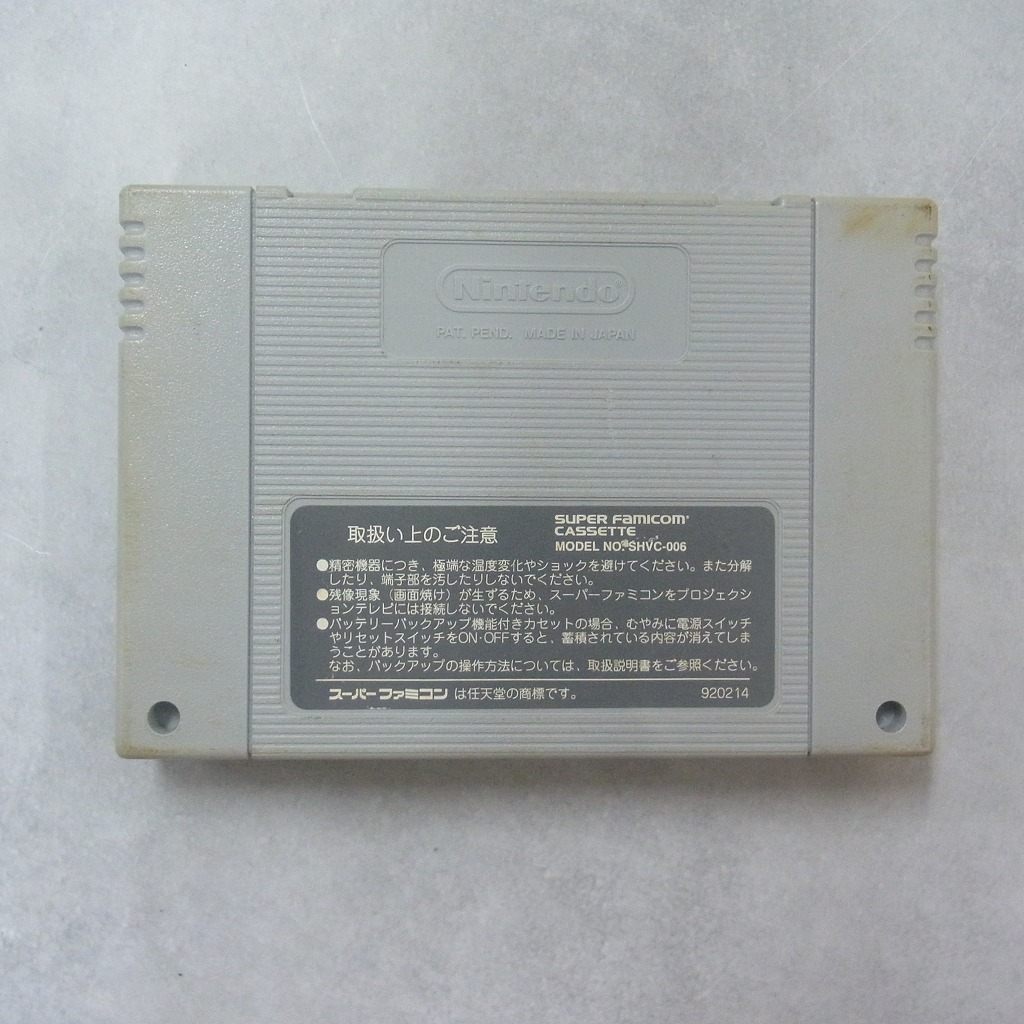 Nintendo®
PAT. PEND. MADE IN JAPAN
取扱い上のご注意
SUPER FAMICOM®
CASSETTE
MODEL NO. SHVC-006
●精密機器につき、極端な温度変化やショックを避けてください。また分解
したり、端子部を汚したりしないでください。
●残像現象（画面焼け）が生ずるため、スーパーファミコンをプロジェクシ
ョンテレビには接続しないでください。
●バッテリーバックアップ機能付きカセットの場合、むやみに電源スイッチ
やリセットスイッチをON·OFFすると、蓄積されている内容が消えてしま
うことがあります。
なお、バックアップの操作方法については、取扱説明書をご参照ください。
スーパーファミコン は任天堂の商標です。 920214